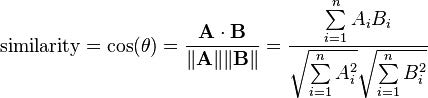 similarity = cos(θ) = A · B / ‖A‖‖B‖ = ∑_{i=1}^{n} A_i B_i / √(∑_{i=1}^{n} A_i^2) √(∑_{i=1}^{n} B_i^2)